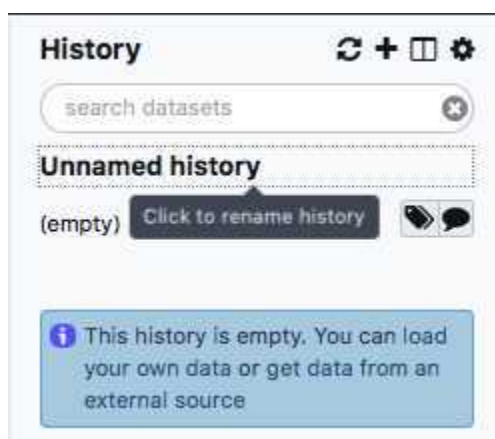 History
search datasets
Unnamed history
(empty)
Click to rename history
This history is empty. You can load
your own data or get data from an
external source